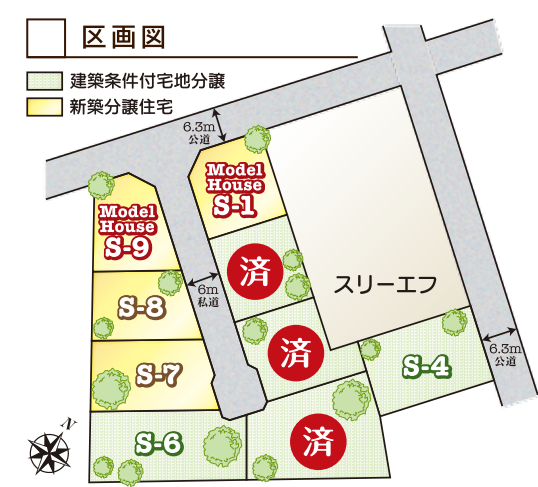 区画図
建築条件付宅地分譲
新築分譲住宅
6.3m
公道
Model
House
S-1
Model
House
S-9
済
6m
私道
S-8
スリーエフ
済
6.3m
公道
S-7
S-4
済
S-6
N